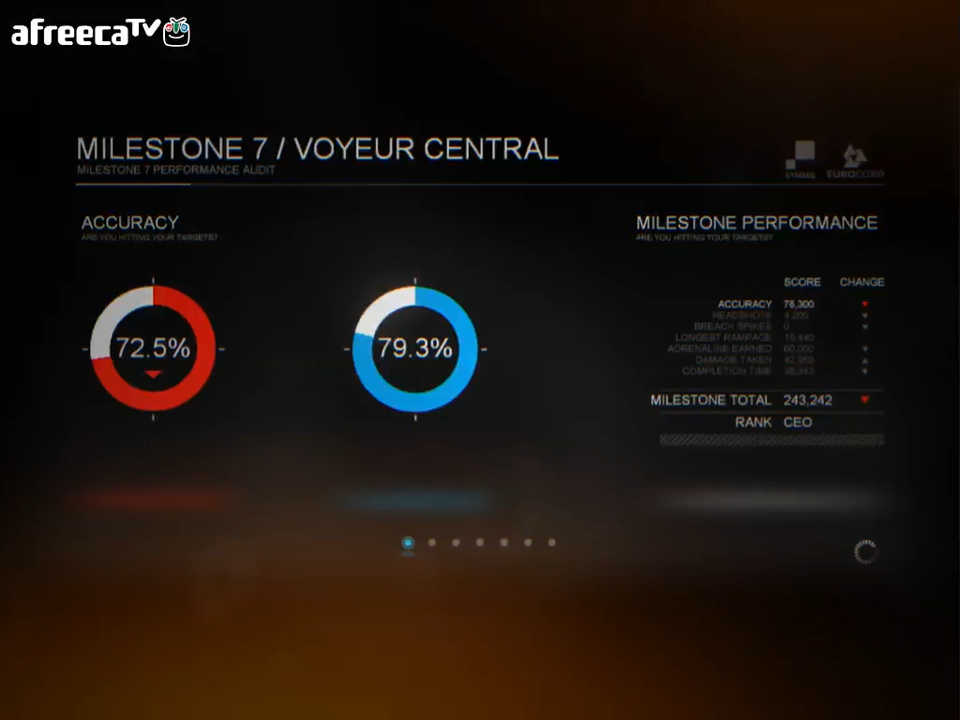 afreecaTV
MILESTONE 7 / VOYEUR CENTRAL
MILESTONE 7 PERFORMANCE AUDIT
EUROCORP
ACCURACY
ARE YOU HITTING YOUR TARGETS?
MILESTONE PERFORMANCE
ARE YOU HITTING YOUR TARGETS?
SCORE CHANGE
ACCURACY 76,300
HEADSHOTS 4,200
BREACH SPIKES 0
LONGEST RAMPAGE
ADRENALINE EARNED 60,000
DAMAGE TAKEN
COMPLETION TIME
72.5%
79.3%
MILESTONE TOTAL 243,242
RANK CEO